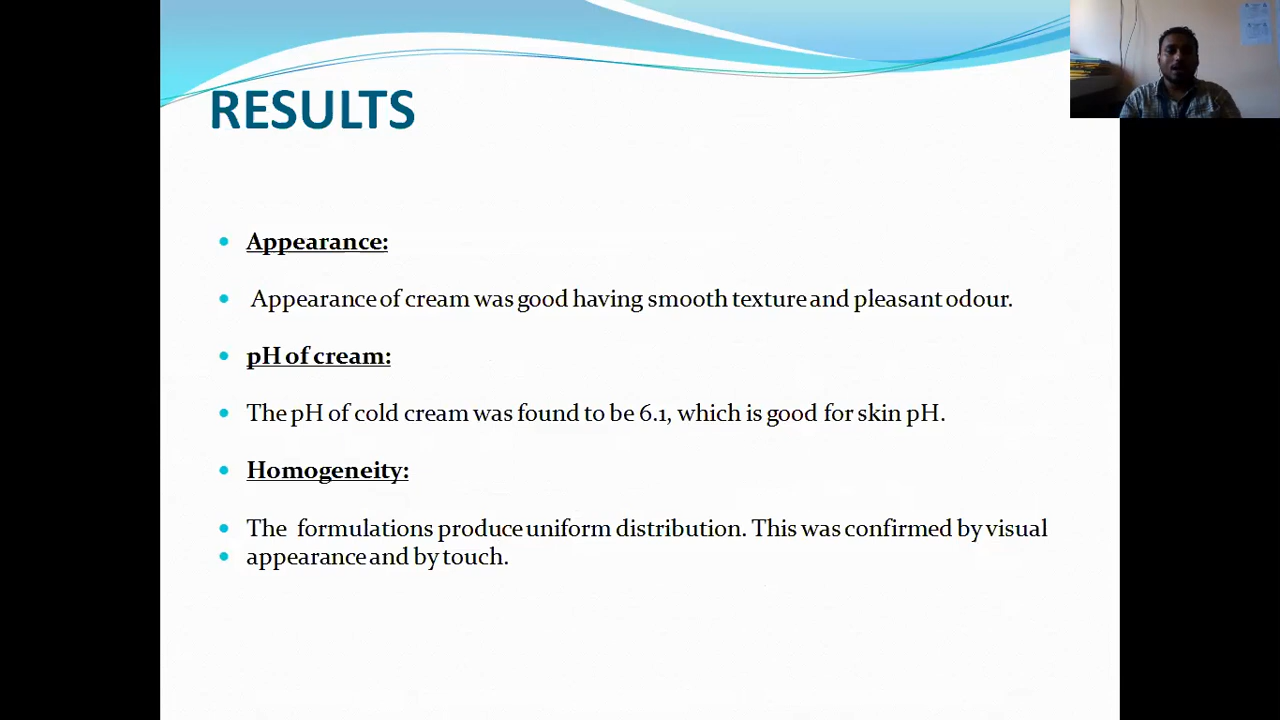 RESULTS
Appearance:
Appearance of cream was good having smooth texture and pleasant odour.
pH of cream:
The pH of cold cream was found to be 6.1, which is good for skin pH.
Homogeneity:
The formulations produce uniform distribution. This was confirmed by visual
appearance and by touch.